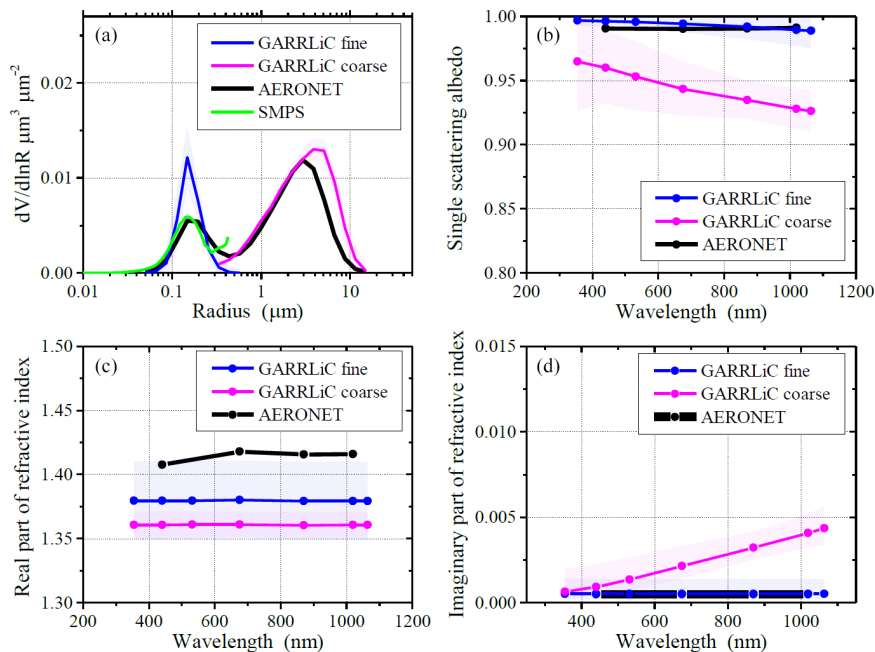 (a)
GARRLiC fine
GARRLiC coarse
AERONET
SMPS
dV/dlnR μm³ μm⁻²
0.02
0.01
0.00
0.01
0.1
1
10
Radius (μm)
(b)
GARRLiC fine
GARRLiC coarse
AERONET
Single scattering albedo
1.00
0.95
0.90
0.85
0.80
200
400
600
800
1000
1200
Wavelength (nm)
(c)
GARRLiC fine
GARRLiC coarse
AERONET
Real part of refractive index
1.50
1.45
1.40
1.35
1.30
0
200
400
600
800
1000
1200
Wavelength (nm)
(d)
GARRLiC fine
GARRLiC coarse
AERONET
Imaginary part of refractive index
0.015
0.010
0.005
0.000
400
600
800
1000
Wavelength (nm)